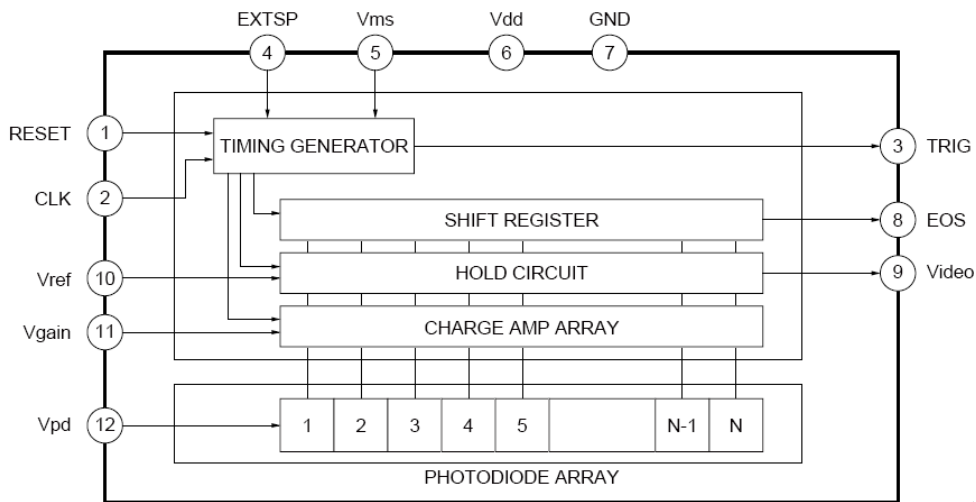 EXTSP Vms Vdd GND
4 5 6 7
RESET 1 TIMING GENERATOR 3 TRIG
CLK 2
SHIFT REGISTER 8 EOS
Vref 10 HOLD CIRCUIT 9 Video
Vgain 11 CHARGE AMP ARRAY
Vpd 12 1 2 3 4 5 N-1 N
PHOTODIODE ARRAY